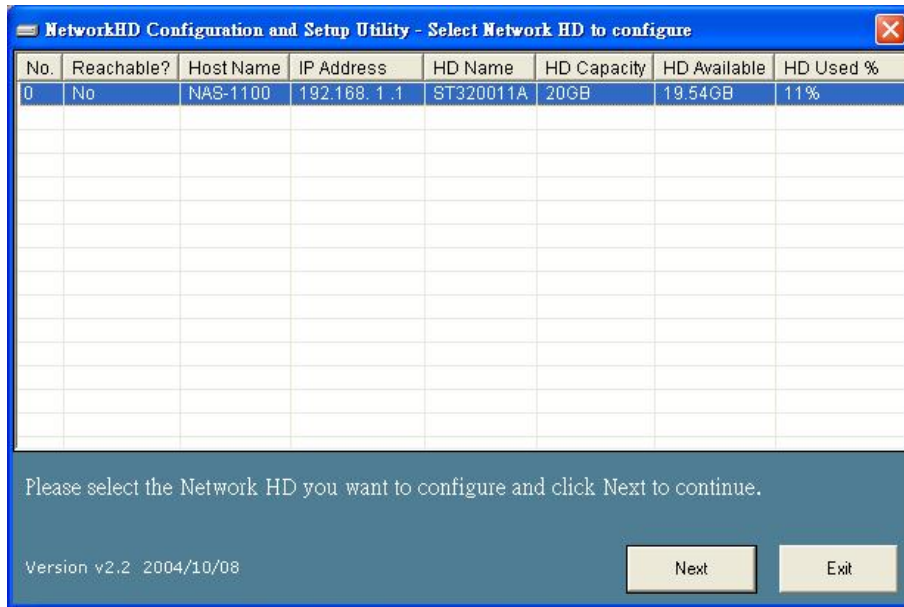 NetworkHD Configuration and Setup Utility - Select Network HD to configure
No. Reachable? Host Name IP Address HD Name HD Capacity HD Available HD Used %
0 No NAS-1100 192.168. 1 .1 ST320011A 20GB 19.54GB 11%
Please select the Network HD you want to configure and click Next to continue.
Version v2.2 2004/10/08
Next Exit